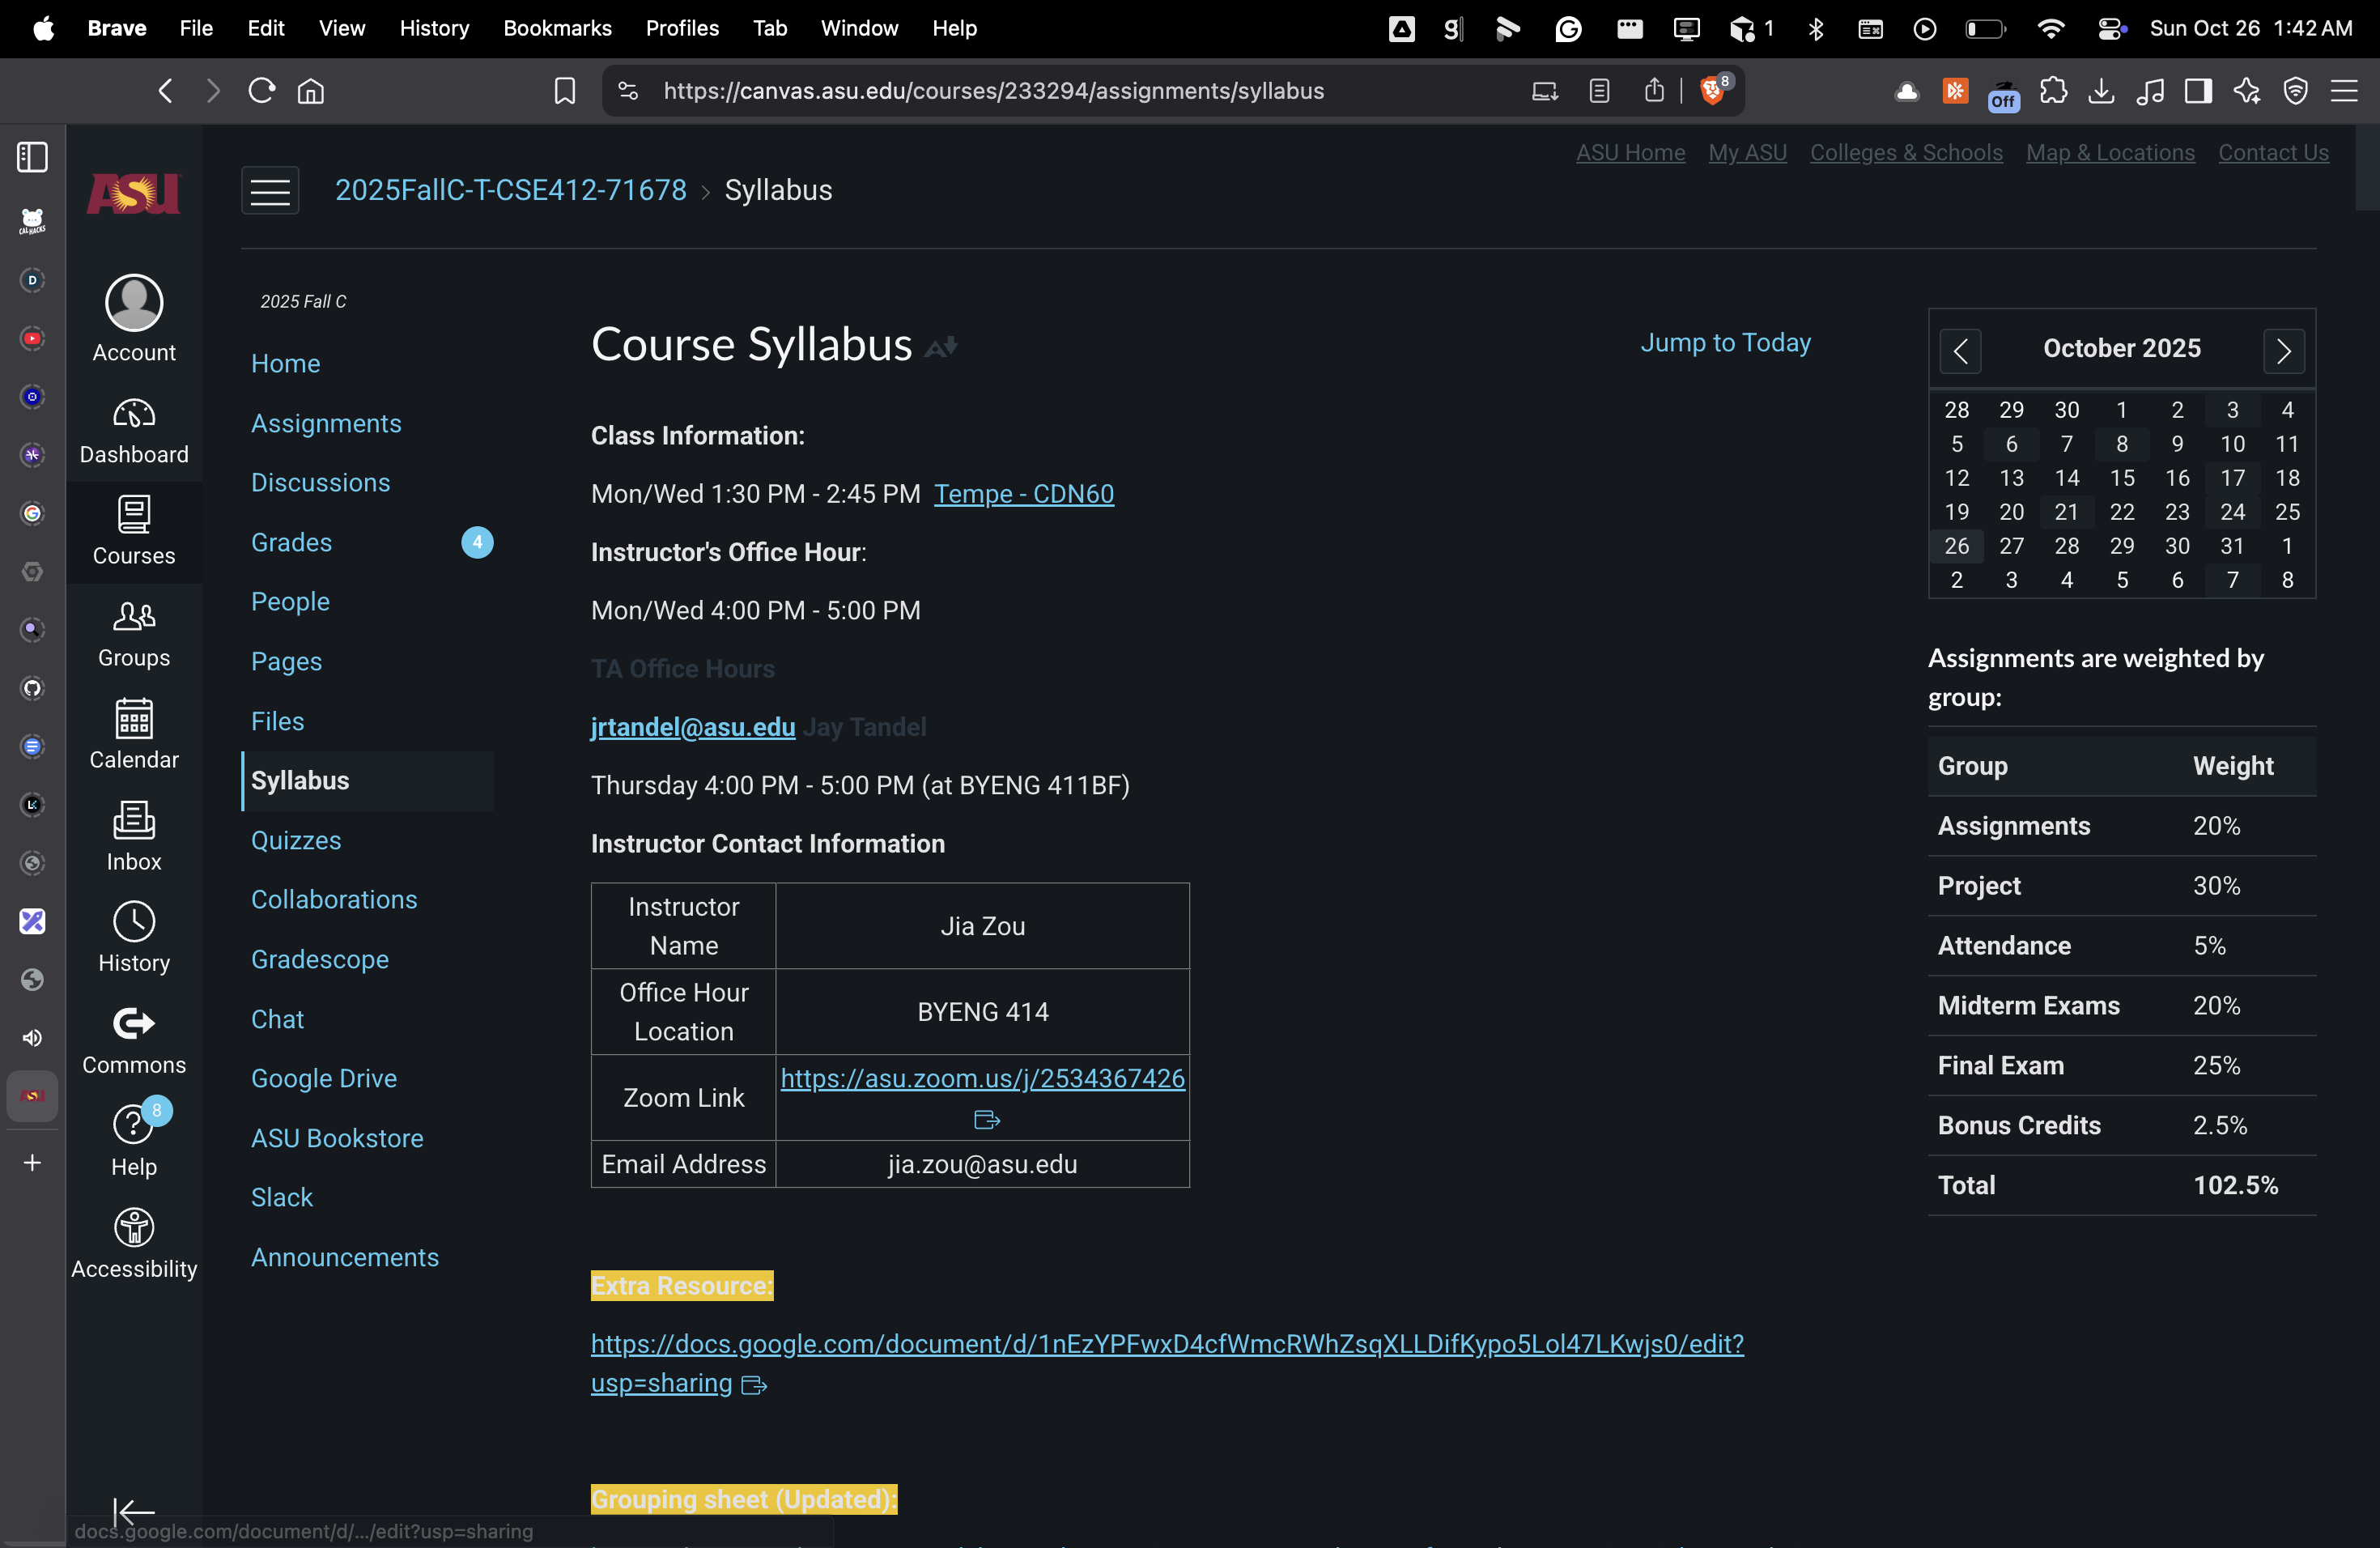 Brave File Edit View History Bookmarks Profiles Tab Window Help 1 Sun Oct 26 1:42 AM
https://canvas.asu.edu/courses/233294/assignments/syllabus 8 Off
ASU Home My ASU Colleges & Schools Map & Locations Contact Us
ASU
2025FallC-T-CSE412-71678 > Syllabus
Account
Dashboard
Courses
Groups
Calendar
Inbox
History
Commons
8
Help
Accessibility
2025 Fall C
Home
Assignments
Discussions
Grades 4
People
Pages
Files
Syllabus
Quizzes
Collaborations
Gradescope
Chat
Google Drive
ASU Bookstore
Slack
Announcements
Course Syllabus
Jump to Today
Class Information:
Mon/Wed 1:30 PM - 2:45 PM Tempe - CDN60
Instructor's Office Hour:
Mon/Wed 4:00 PM - 5:00 PM
TA Office Hours
jrtandel@asu.edu Jay Tandel
Thursday 4:00 PM - 5:00 PM (at BYENG 411BF)
Instructor Contact Information
Instructor Name Jia Zou
Office Hour Location BYENG 414
Zoom Link https://asu.zoom.us/j/2534367426
Email Address jia.zou@asu.edu
Extra Resource:
https://docs.google.com/document/d/1nEzYPFwxD4cfWmcRWhZsqXLLDifKypo5Lol47LKwjs0/edit?
usp=sharing
Grouping sheet (Updated):
October 2025
28 29 30 1 2 3 4
5 6 7 8 9 10 11
12 13 14 15 16 17 18
19 20 21 22 23 24 25
26 27 28 29 30 31 1
2 3 4 5 6 7 8
Assignments are weighted by
group:
Group Weight
Assignments 20%
Project 30%
Attendance 5%
Midterm Exams 20%
Final Exam 25%
Bonus Credits 2.5%
Total 102.5%
docs.google.com/document/d/.../edit?usp=sharing